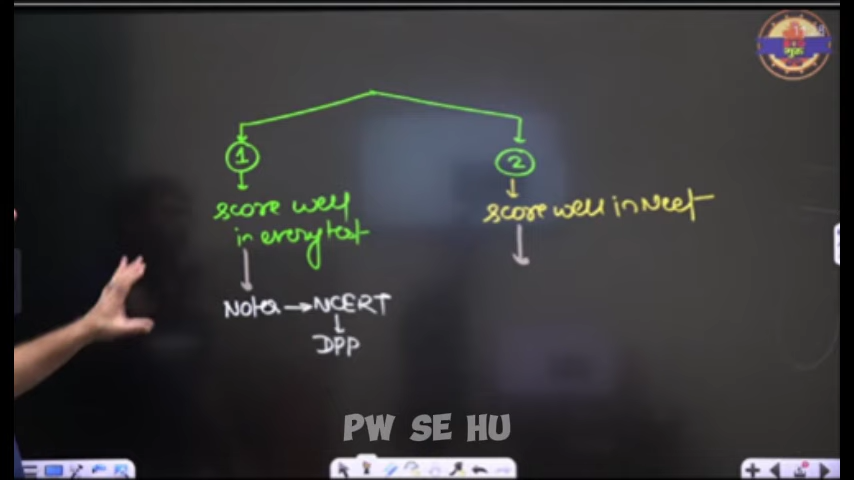 1
2
score well
in every test
score well in Neet
Notes → NCERT
DPP
PW SE HU